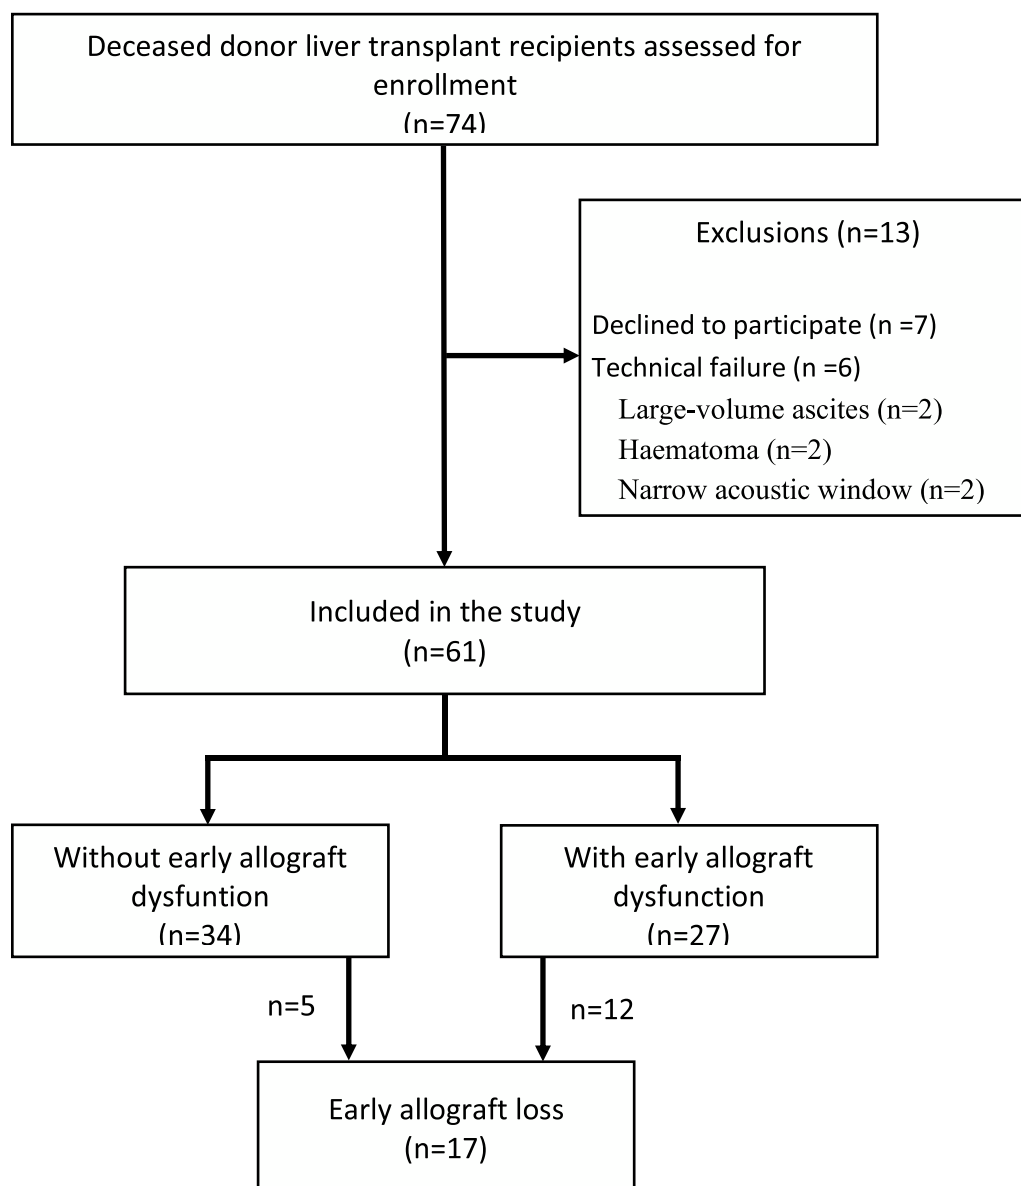 Deceased donor liver transplant recipients assessed for
enrollment
(n=74)
Exclusions (n=13)
Declined to participate (n =7)
Technical failure (n =6)
Large-volume ascites (n=2)
Haematoma (n=2)
Narrow acoustic window (n=2)
Included in the study
(n=61)
Without early allograft
dysfuntion
(n=34)
With early allograft
dysfunction
(n=27)
n=5
n=12
Early allograft loss
(n=17)